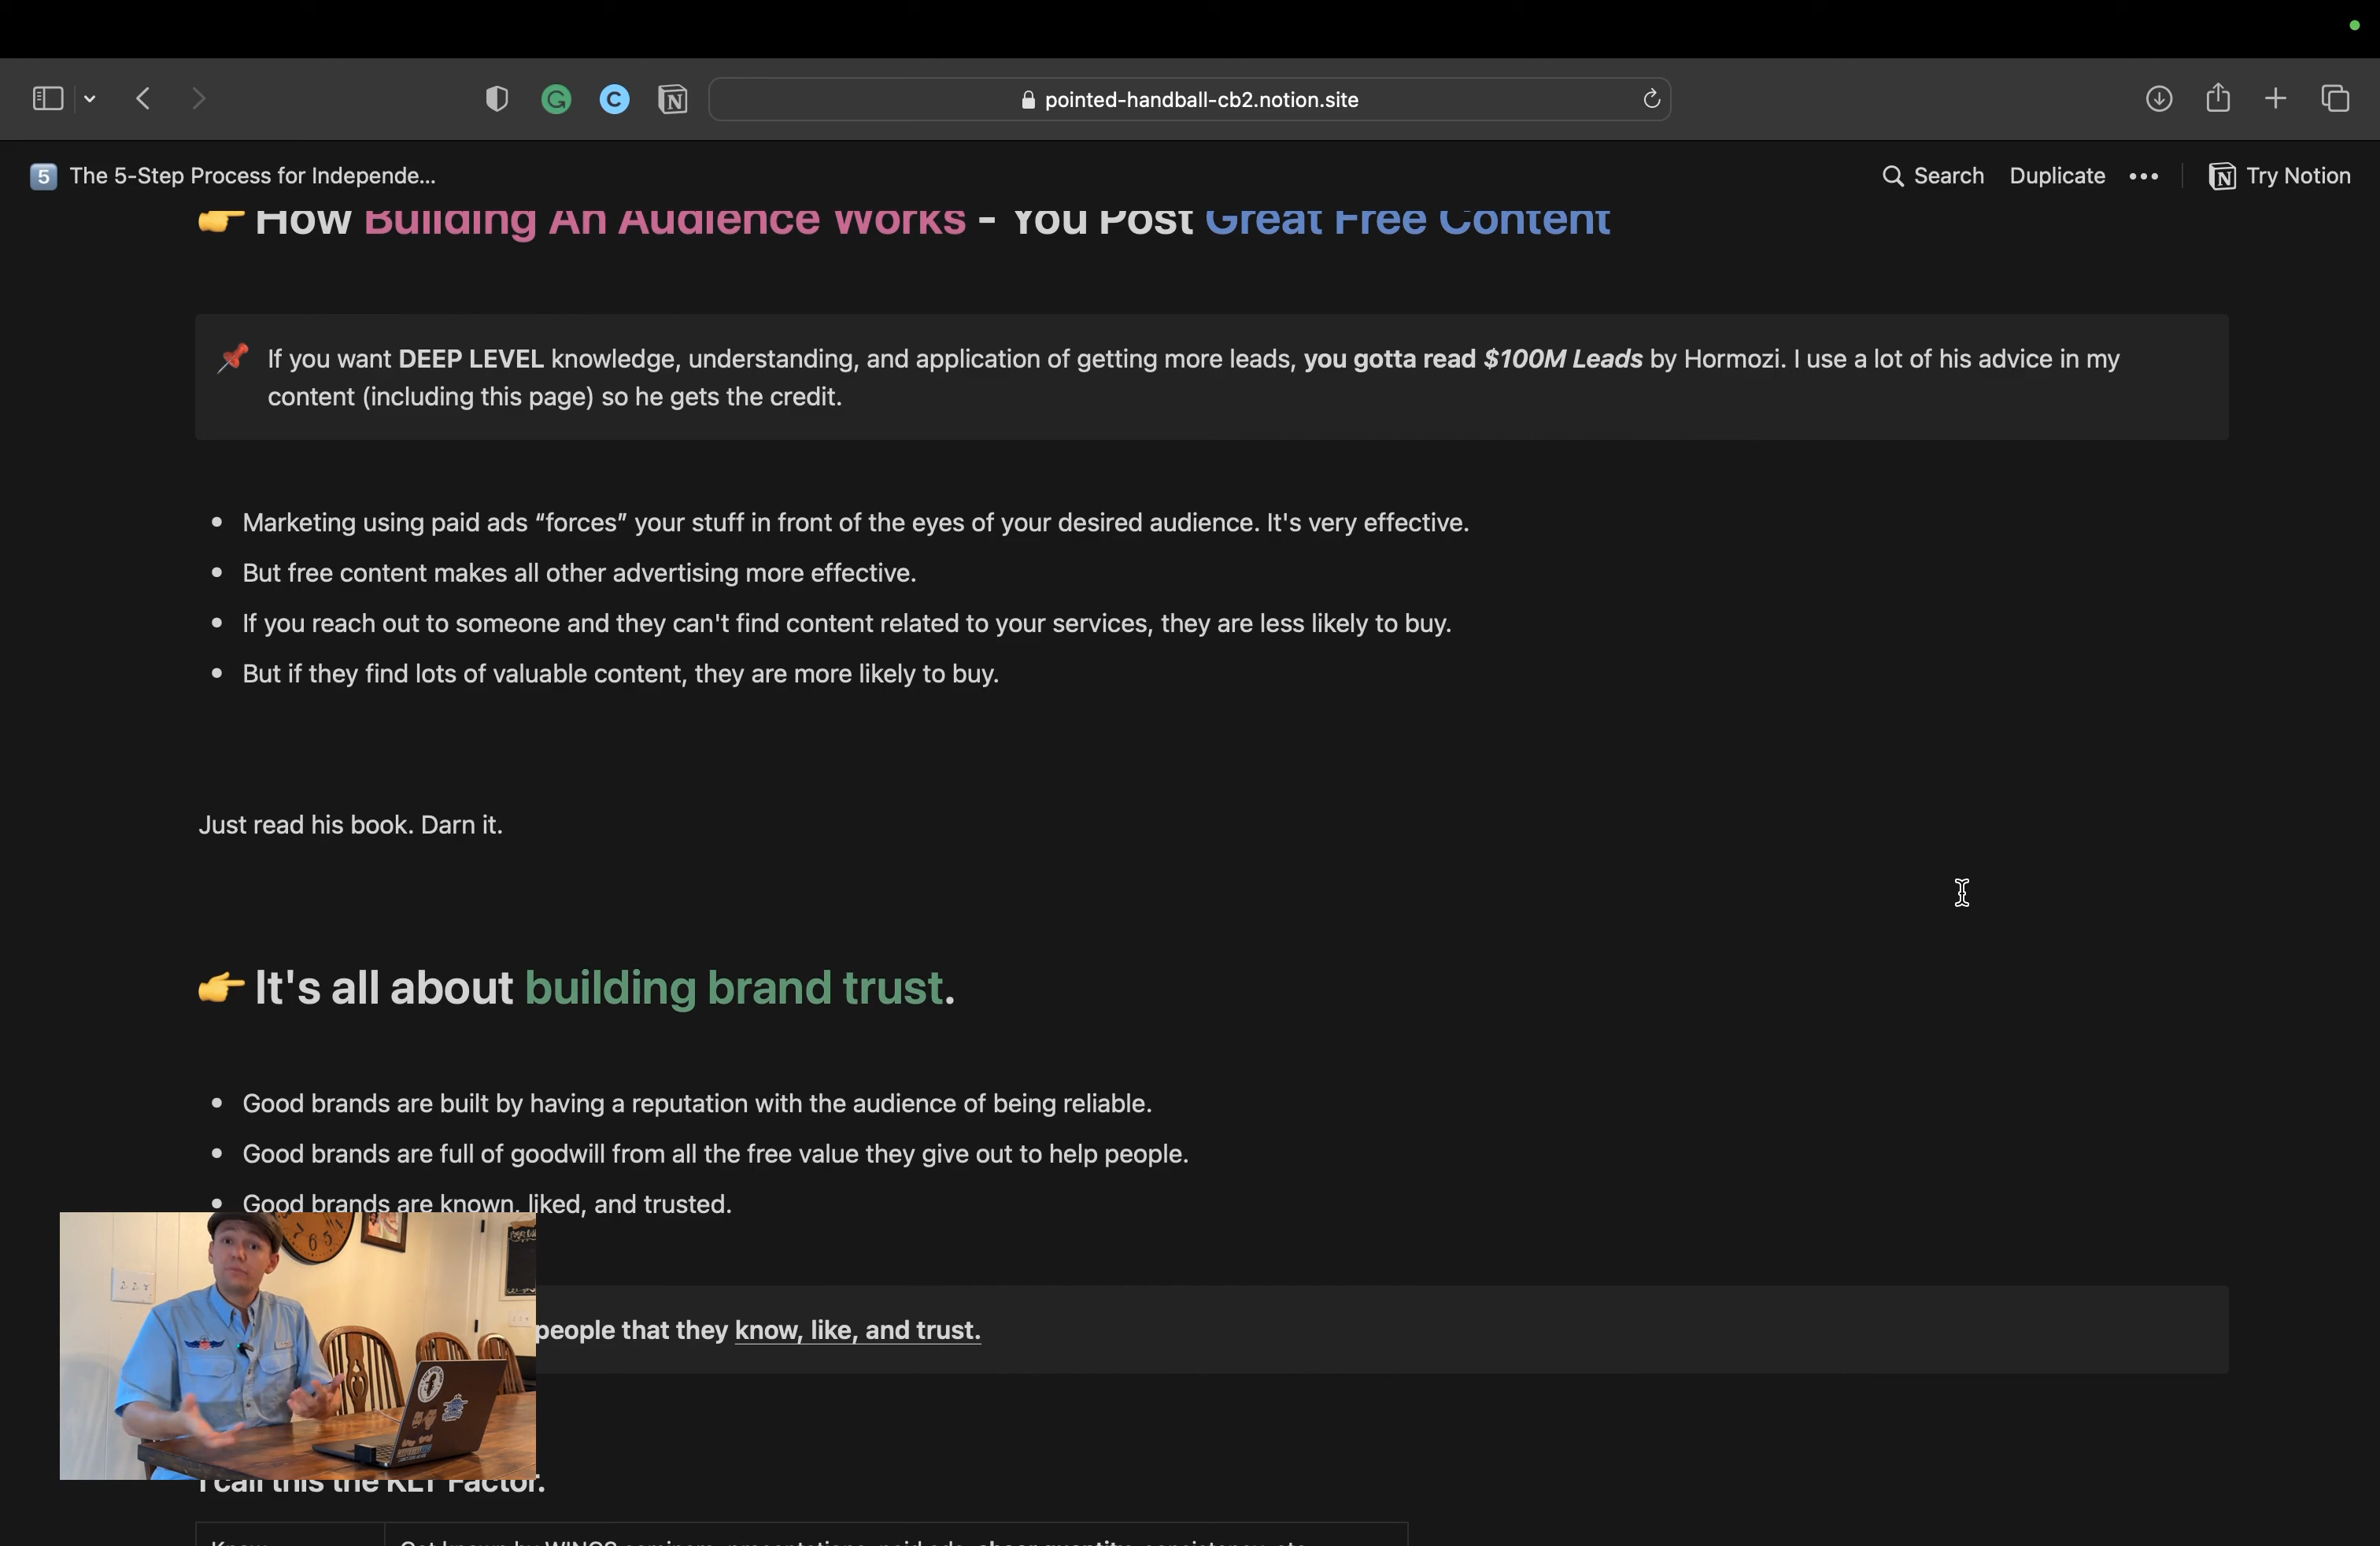 pointed-handball-cb2.notion.site
5 The 5-Step Process for Independe...
Search Duplicate ••• Try Notion
How Building An Audience Works - You Post Great Free Content
If you want DEEP LEVEL knowledge, understanding, and application of getting more leads, you gotta read $100M Leads by Hormozi. I use a lot of his advice in my
content (including this page) so he gets the credit.
• Marketing using paid ads “forces” your stuff in front of the eyes of your desired audience. It's very effective.
• But free content makes all other advertising more effective.
• If you reach out to someone and they can't find content related to your services, they are less likely to buy.
• But if they find lots of valuable content, they are more likely to buy.
Just read his book. Darn it.
It's all about building brand trust.
• Good brands are built by having a reputation with the audience of being reliable.
• Good brands are full of goodwill from all the free value they give out to help people.
• Good brands are known, liked, and trusted.
people that they know, like, and trust.
I call this the KLT Factor.